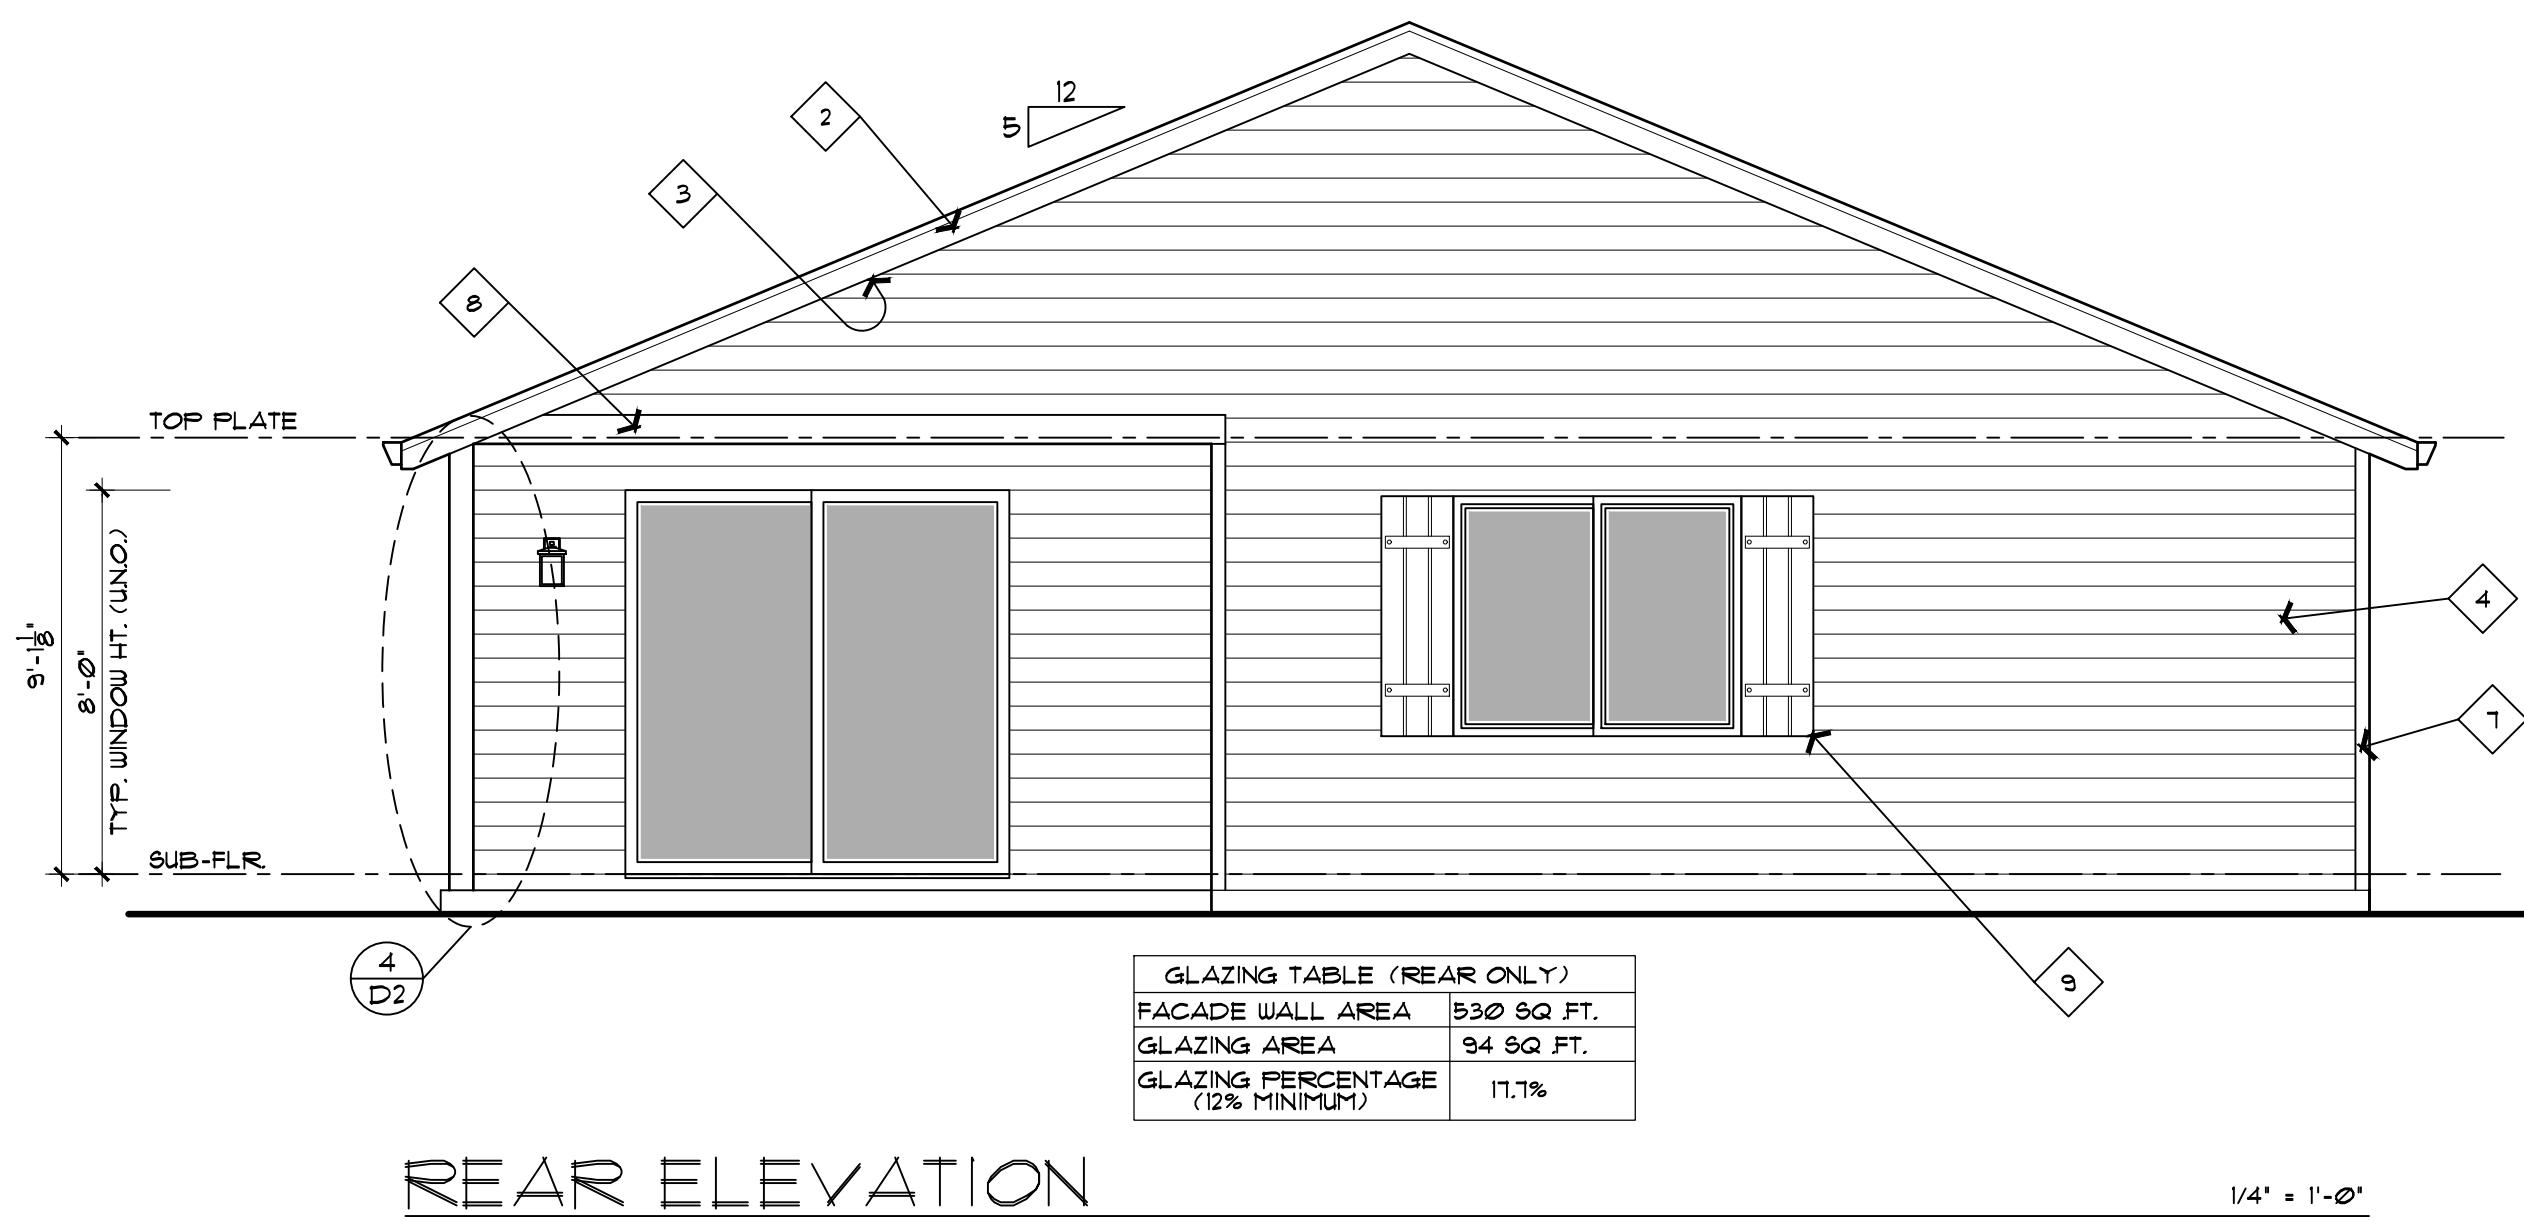 12
5
2
3
8
TOP PLATE
9'-1 1/8"
8'-0"
TYP. WINDOW HT. (U.N.O.)
4
7
SUB-FLR.
4
D2
9
GLAZING TABLE (REAR ONLY)
FACADE WALL AREA 530 SQ .FT.
GLAZING AREA 94 SQ .FT.
GLAZING PERCENTAGE 17.7%
(12% MINIMUM)
REAR ELEVATION
1/4" = 1'-0"